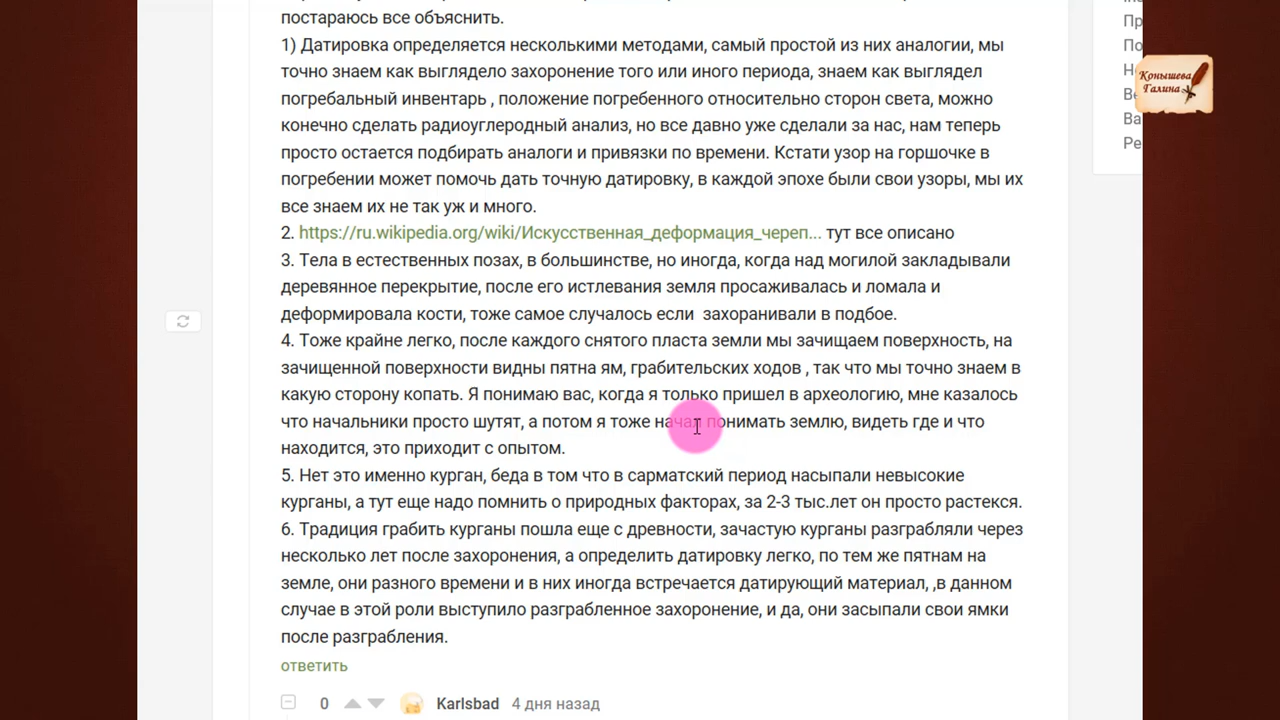 постараюсь все объяснить.
1) Датировка определяется несколькими методами, самый простой из них аналогии, мы
точно знаем как выглядело захоронение того или иного периода, знаем как выглядел
погребальный инвентарь , положение погребенного относительно сторон света, можно
конечно сделать радиоуглеродный анализ, но все давно уже сделали за нас, нам теперь
просто остается подбирать аналоги и привязки по времени. Кстати узор на горшочке в
погребении может помочь дать точную датировку, в каждой эпохе были свои узоры, мы их
все знаем их не так уж и много.
2. https://ru.wikipedia.org/wiki/Искусственная_деформация_череп... тут все описано
3. Тела в естественных позах, в большинстве, но иногда, когда над могилой закладывали
деревянное перекрытие, после его истлевания земля просаживалась и ломала и
деформировала кости, тоже самое случалось если  захоранивали в подбое.
4. Тоже крайне легко, после каждого снятого пласта земли мы зачищаем поверхность, на
зачищенной поверхности видны пятна ям, грабительских ходов , так что мы точно знаем в
какую сторону копать. Я понимаю вас, когда я только пришел в археологию, мне казалось
что начальники просто шутят, а потом я тоже начал понимать землю, видеть где и что
находится, это приходит с опытом.
5. Нет это именно курган, беда в том что в сарматский период насыпали невысокие
курганы, а тут еще надо помнить о природных факторах, за 2-3 тыс.лет он просто растекся.
6. Традиция грабить курганы пошла еще с древности, зачастую курганы разграбляли через
несколько лет после захоронения, а определить датировку легко, по тем же пятнам на
земле, они разного времени и в них иногда встречается датирующий материал, ,в данном
случае в этой роли выступило разграбленное захоронение, и да, они засыпали свои ямки
после разграбления.
ответить
0 Karlsbad 4 дня назад
Пр
По
Ве
Ва
Ре
Конышева
Галина